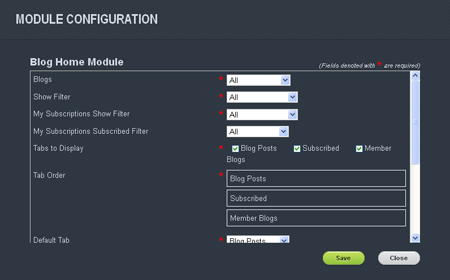 MODULE CONFIGURATION
Blog Home Module
(Fields denoted with * are required)
Blogs * All
Show Filter * All
My Subscriptions Show Filter * All
My Subscriptions Subscribed Filter All
Tabs to Display * Blog Posts Subscribed Member
Blogs
Tab Order * Blog Posts
Subscribed
Member Blogs
Default Tab * Blog Posts
Save Close